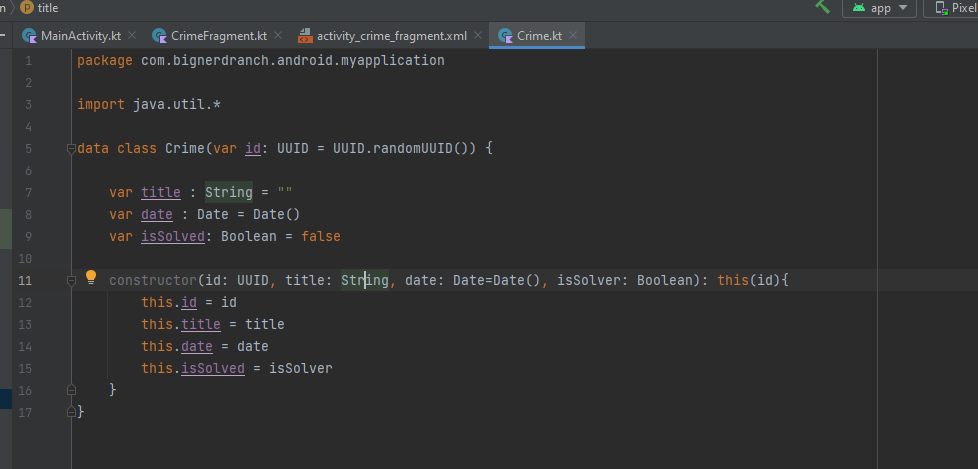 n p title app Pixel
MainActivity.kt CrimeFragment.kt activity_crime_fragment.xml Crime.kt
1 package com.bignerdranch.android.myapplication
2
3 import java.util.*
4
5 data class Crime(var id: UUID = UUID.randomUUID()) {
6
7 var title : String = ""
8 var date : Date = Date()
9 var isSolved: Boolean = false
10
11 constructor(id: UUID, title: String, date: Date=Date(), isSolver: Boolean): this(id){
12 this.id = id
13 this.title = title
14 this.date = date
15 this.isSolved = isSolver
16 }
17 }